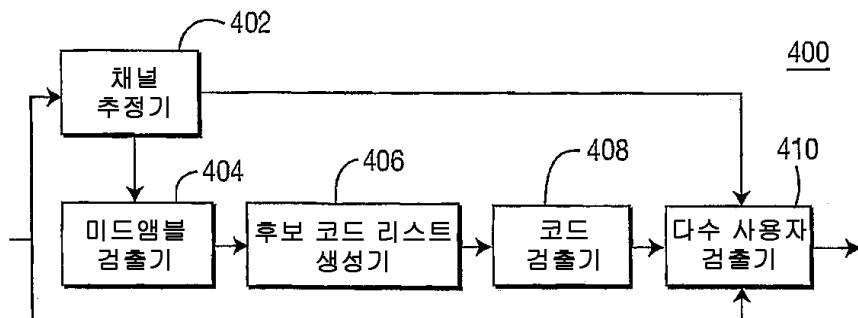 402
400
채널
추정기
404
406
408
410
미드앰블
검출기
후보 코드 리스트
생성기
코드
검출기
다수 사용자
검출기